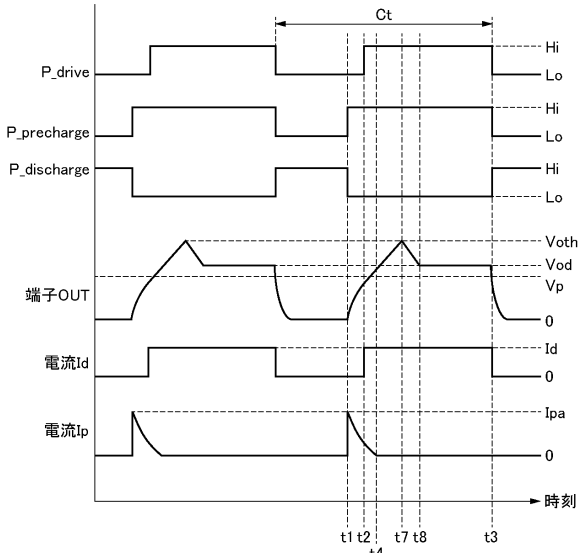 Ct
P_drive
Hi
Lo
P_precharge
Hi
Lo
P_discharge
Hi
Lo
端子OUT
Voth
Vod
Vp
0
電流Id
Id
0
電流Ip
Ipa
0
時刻
t1 t2 t7 t8 t3
t4